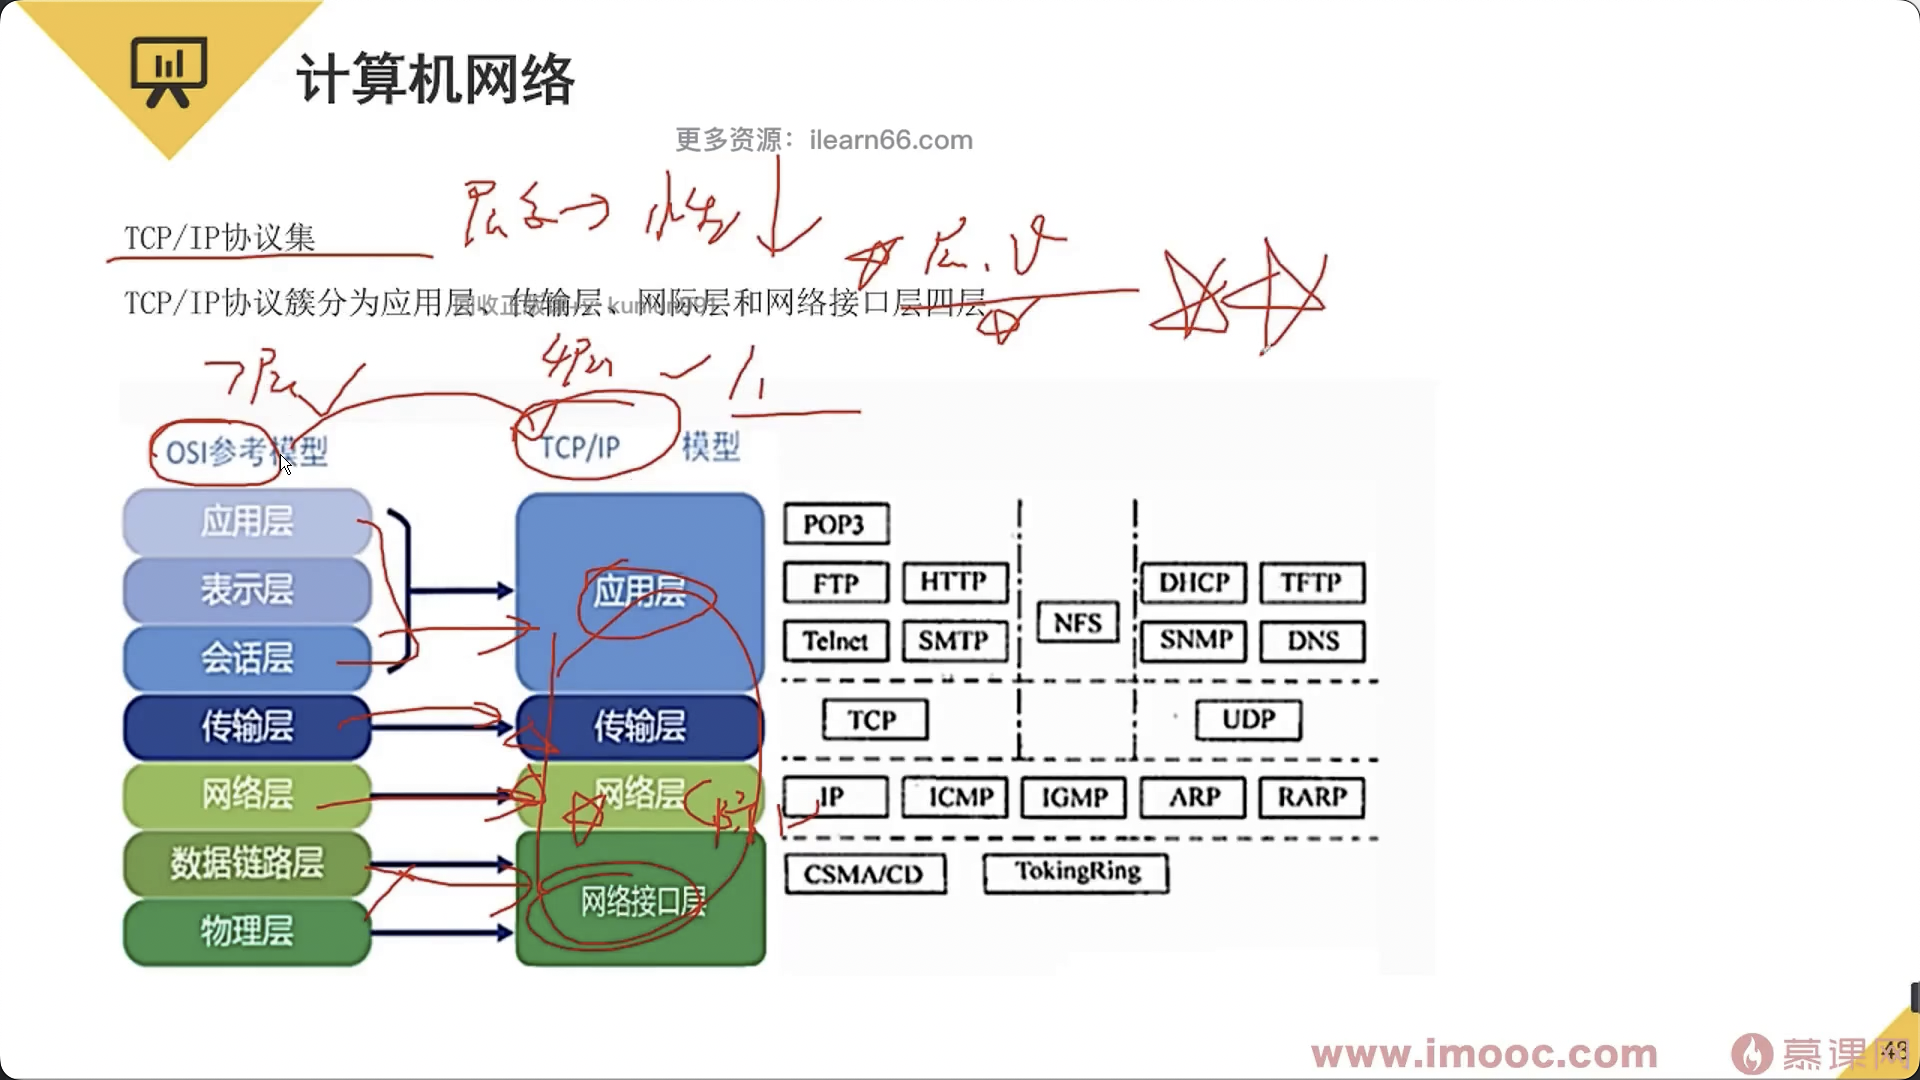 计算机网络
更多资源：ilearn66.com
TCP/IP协议集
TCP/IP协议簇分为应用层、传输层、网际层和网络接口层四层
7层
4层
OSI参考模型
TCP/IP 模型
应用层
表示层
会话层
传输层
网络层
数据链路层
物理层
应用层
传输层
网络层
网络接口层
POP3
FTP HTTP NFS DHCP TFTP
Telnet SMTP SNMP DNS
TCP UDP
IP ICMP IGMP ARP RARP
CSMA/CD TokingRing
www.imooc.com 慕课网
48